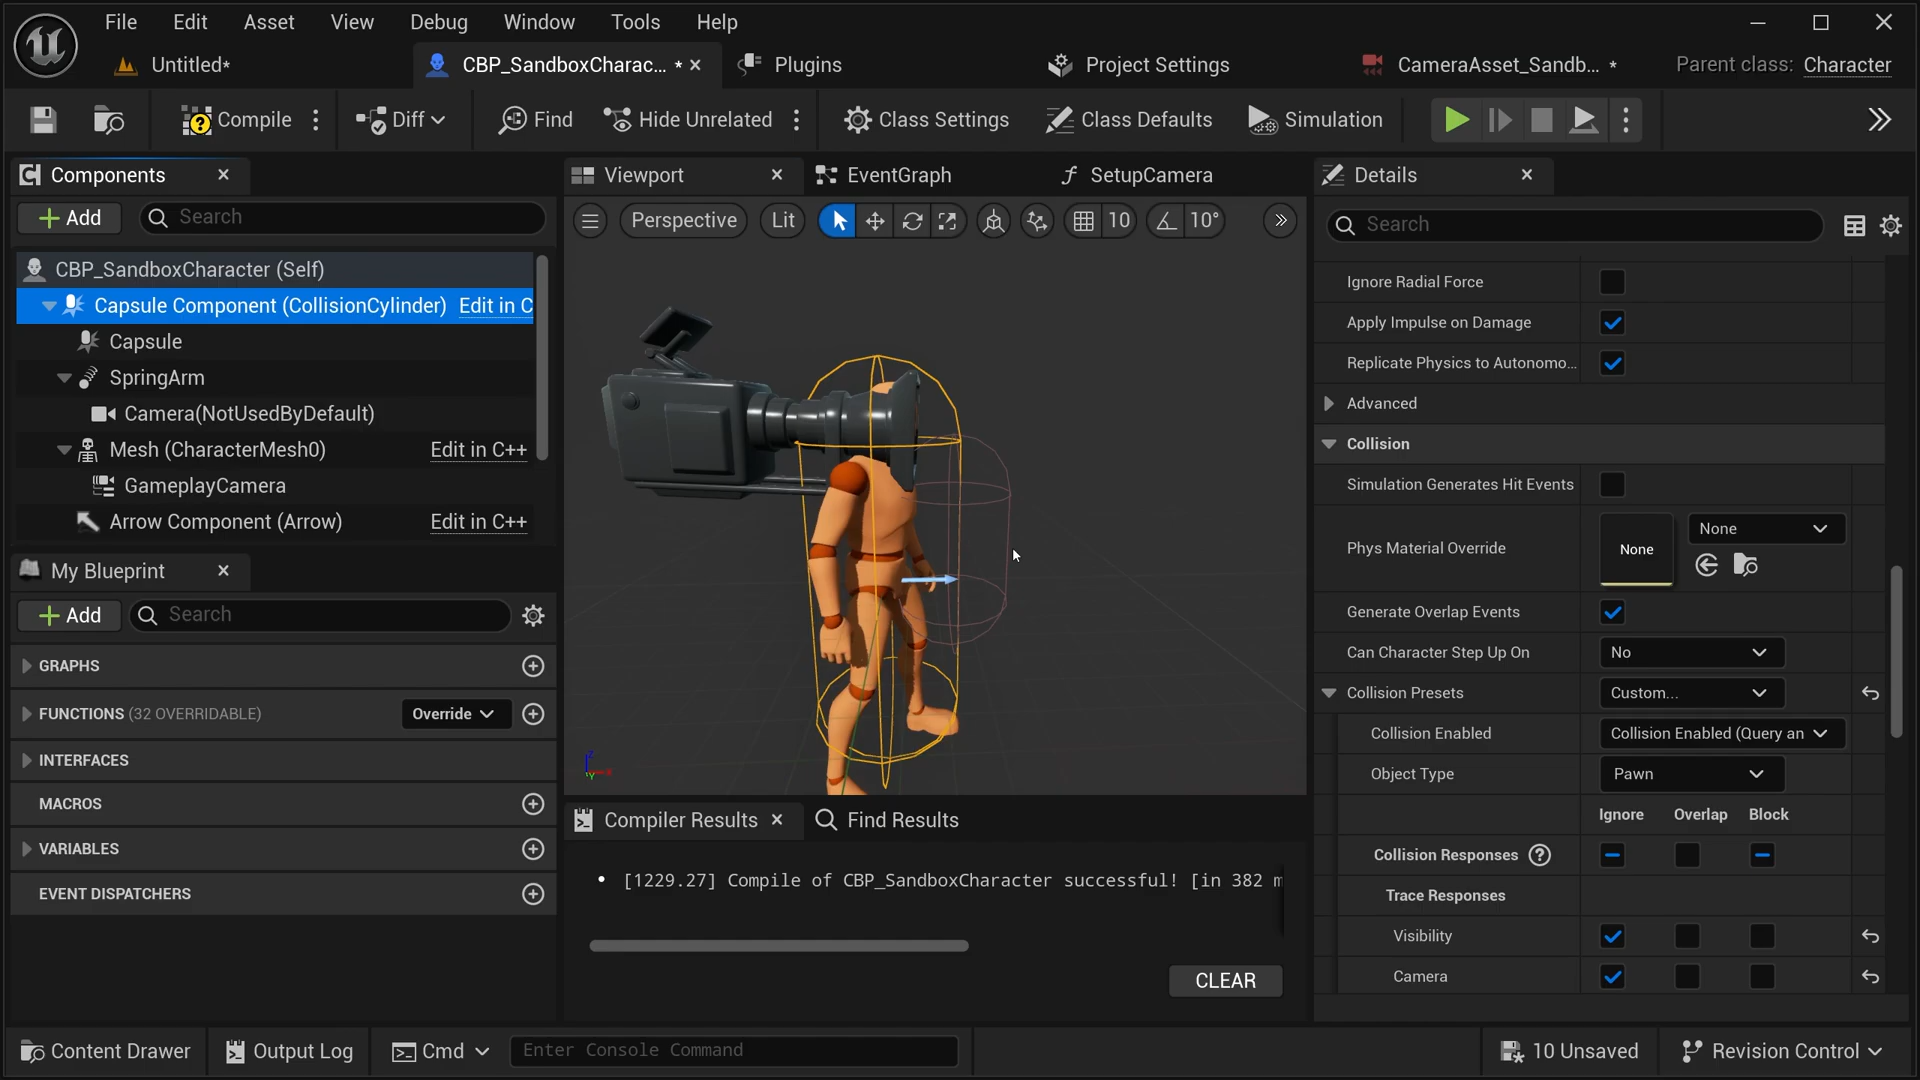 File Edit Asset View Debug Window Tools Help
Untitled*
CBP_SandboxCharac... *
Plugins
Project Settings
CameraAsset_Sandb... *
Parent class: Character
Compile
Diff
Find
Hide Unrelated
Class Settings
Class Defaults
Simulation
Components
Add
Search
CBP_SandboxCharacter (Self)
Capsule Component (CollisionCylinder) Edit in C
Capsule
SpringArm
Camera(NotUsedByDefault)
Mesh (CharacterMesh0) Edit in C++
GameplayCamera
Arrow Component (Arrow) Edit in C++
My Blueprint
Add
Search
GRAPHS
FUNCTIONS (32 OVERRIDABLE) Override
INTERFACES
MACROS
VARIABLES
EVENT DISPATCHERS
Viewport
EventGraph
SetupCamera
Perspective
Lit
10
10°
Z
Y
Compiler Results
Find Results
[1229.27] Compile of CBP_SandboxCharacter successful! [in 382 m
CLEAR
Details
Search
Ignore Radial Force
Apply Impulse on Damage
Replicate Physics to Autonomo...
Advanced
Collision
Simulation Generates Hit Events
Phys Material Override None None
Generate Overlap Events
Can Character Step Up On No
Collision Presets Custom...
Collision Enabled Collision Enabled (Query an
Object Type Pawn
Ignore Overlap Block
Collision Responses ?
Trace Responses
Visibility
Camera
Content Drawer
Output Log
Cmd
Enter Console Command
10 Unsaved
Revision Control